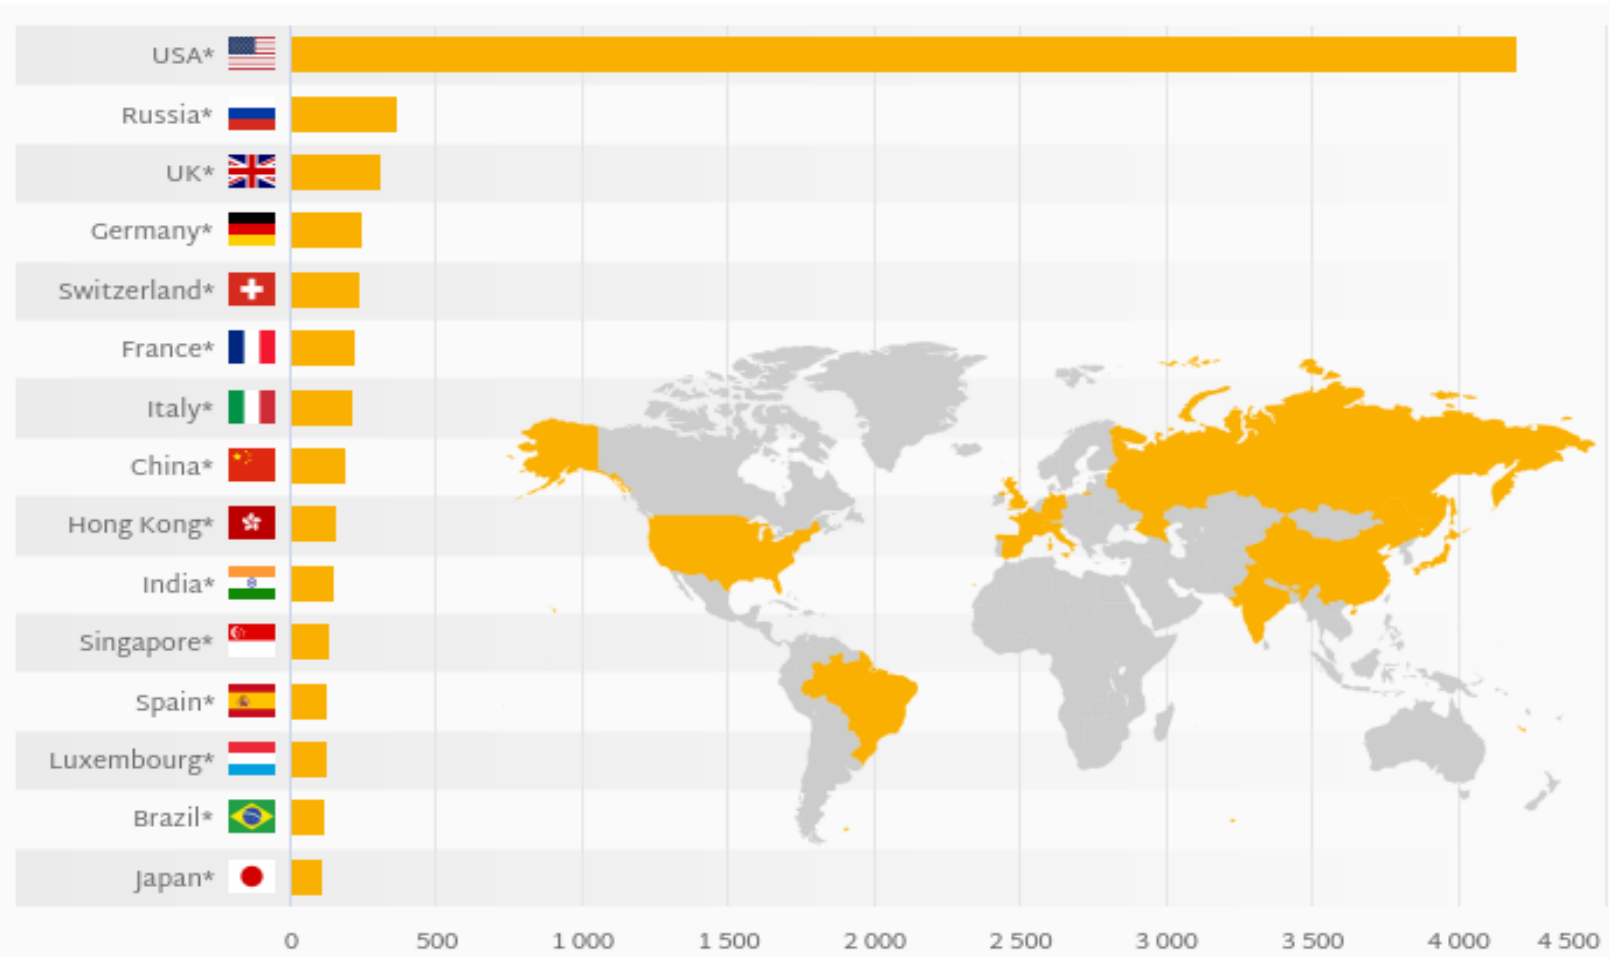 USA*
Russia*
UK*
Germany*
Switzerland*
France*
Italy*
China*
Hong Kong*
India*
Singapore*
Spain*
Luxembourg*
Brazil*
Japan*
0 500 1 000 1 500 2 000 2 500 3 000 3 500 4 000 4 500